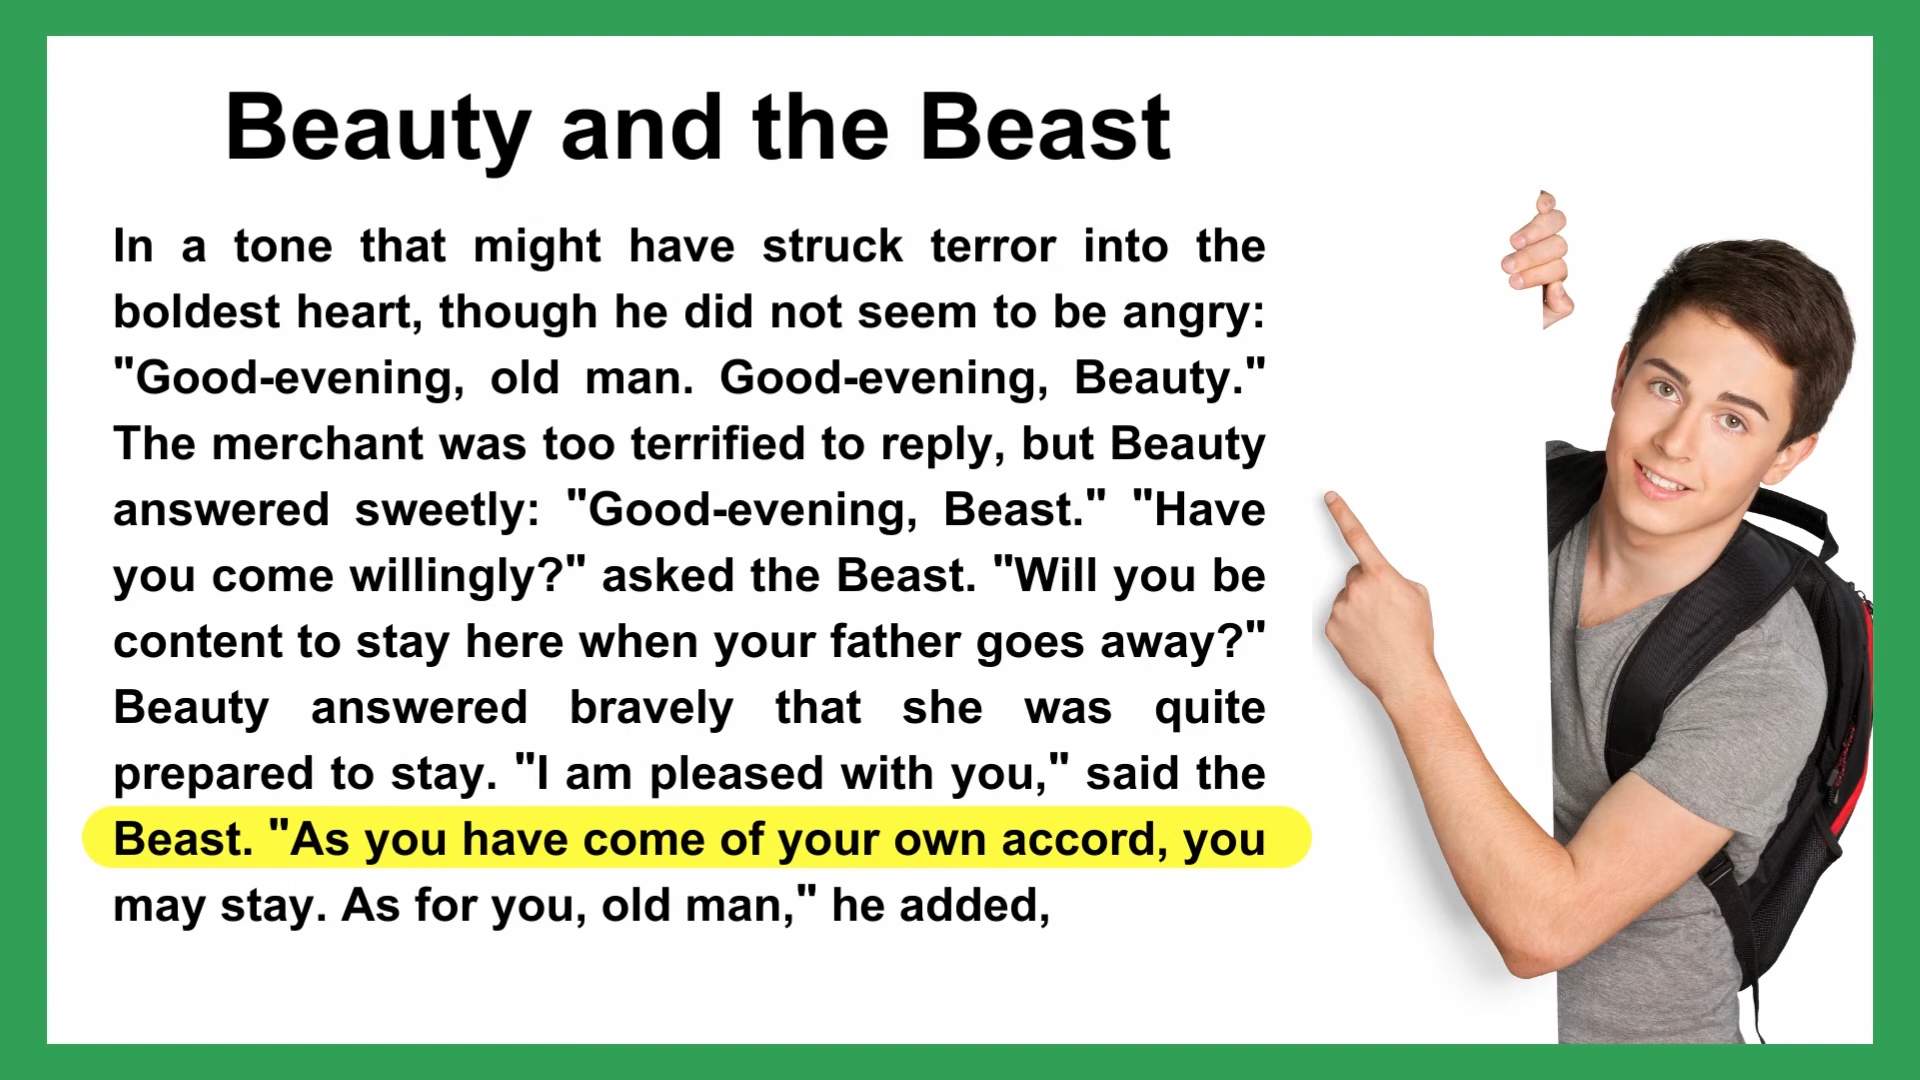 Beauty and the Beast
In a tone that might have struck terror into the
boldest heart, though he did not seem to be angry:
"Good-evening, old man. Good-evening, Beauty."
The merchant was too terrified to reply, but Beauty
answered sweetly: "Good-evening, Beast." "Have
you come willingly?" asked the Beast. "Will you be
content to stay here when your father goes away?"
Beauty answered bravely that she was quite
prepared to stay. "I am pleased with you," said the
Beast. "As you have come of your own accord, you
may stay. As for you, old man," he added,